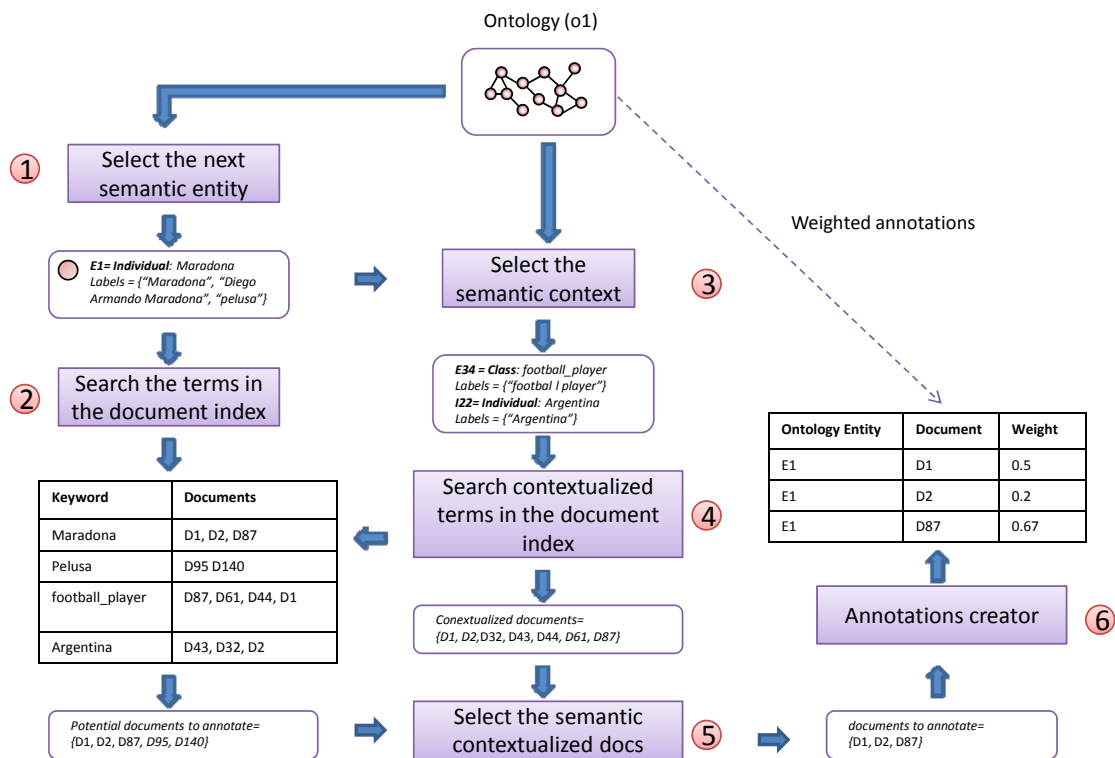 Ontology (o1)
1
Select the next
semantic entity
E1= Individual: Maradona
Labels = {“Maradona”, “Diego
Armando Maradona”, “pelusa”}
2
Search the terms in
the document index
Keyword Documents
Maradona D1, D2, D87
Pelusa D95 D140
football_player D87, D61, D44, D1
Argentina D43, D32, D2
Potential documents to annotate=
{D1, D2, D87, D95, D140}
Select the
semantic context
3
E34 = Class: football_player
Labels = {“footbal l player”}
I22= Individual: Argentina
Labels = {“Argentina”}
Search contextualized
terms in the document
index
4
Conextualized documents=
{D1, D2,D32, D43, D44, D61, D87}
Select the semantic
contextualized docs
5
documents to annotate=
{D1, D2, D87}
Annotations creator
6
Ontology Entity Document Weight
E1 D1 0.5
E1 D2 0.2
E1 D87 0.67
Weighted annotations